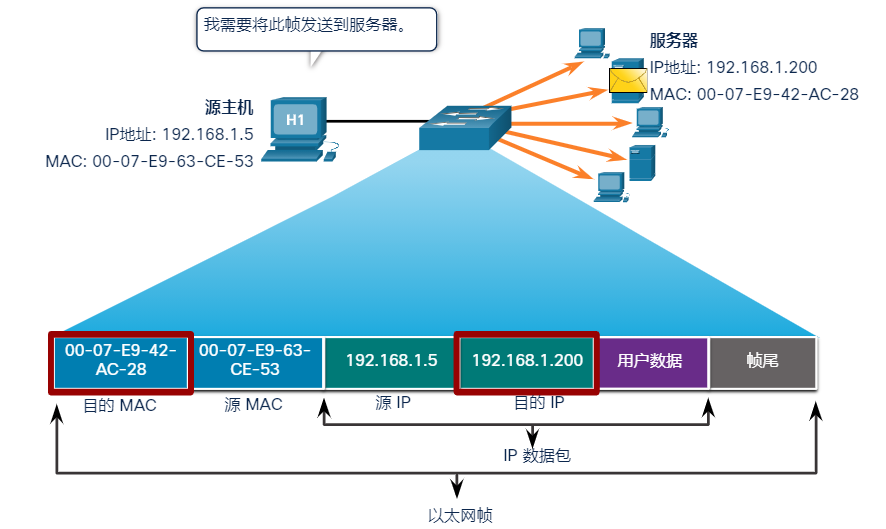 我需要将此帧发送到服务器。
服务器
IP地址: 192.168.1.200
MAC: 00-07-E9-42-AC-28
源主机
IP地址: 192.168.1.5
MAC: 00-07-E9-63-CE-53
H1
00-07-E9-42-
AC-28
00-07-E9-63-
CE-53
192.168.1.5
192.168.1.200
用户数据
帧尾
目的 MAC
源 MAC
源 IP
目的 IP
IP 数据包
以太网帧